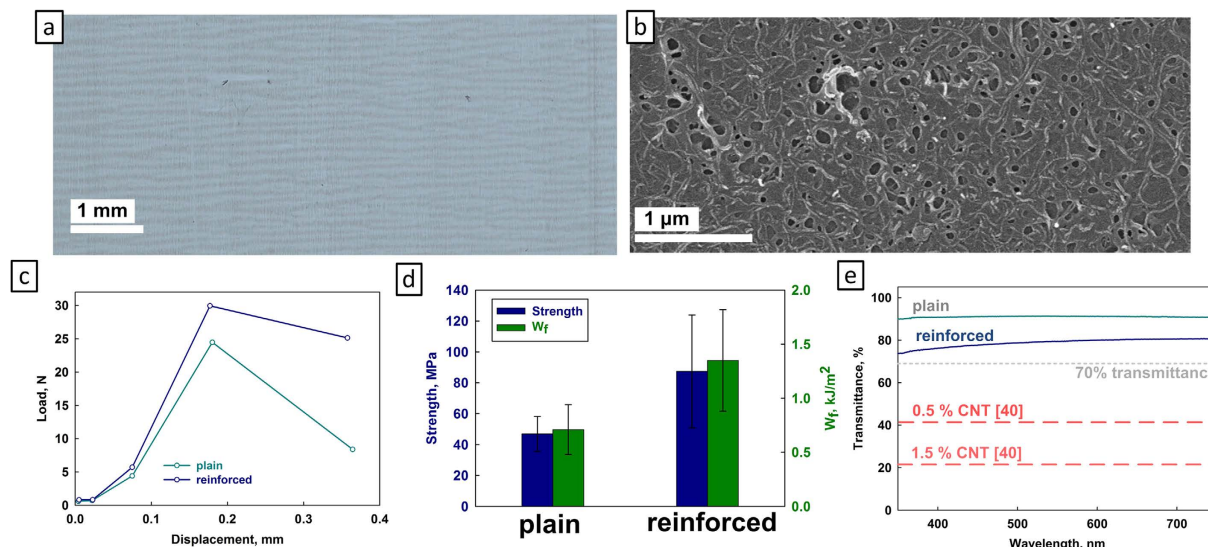 a
1 mm
b
1 µm
c
Load, N
30
25
20
15
10
5
0
plain
reinforced
0.0
0.1
0.2
0.3
0.4
Displacement, mm
d
Strength, MPa
140
120
100
80
60
40
20
0
Strength
Wf
2.0
1.5
1.0
0.5
0.0
Wf, kJ/m²
plain
reinforced
e
Transmittance, %
100
80
60
40
20
plain
reinforced
70% transmittance
0.5 % CNT [40]
1.5 % CNT [40]
400
500
600
700
Wavelength, nm